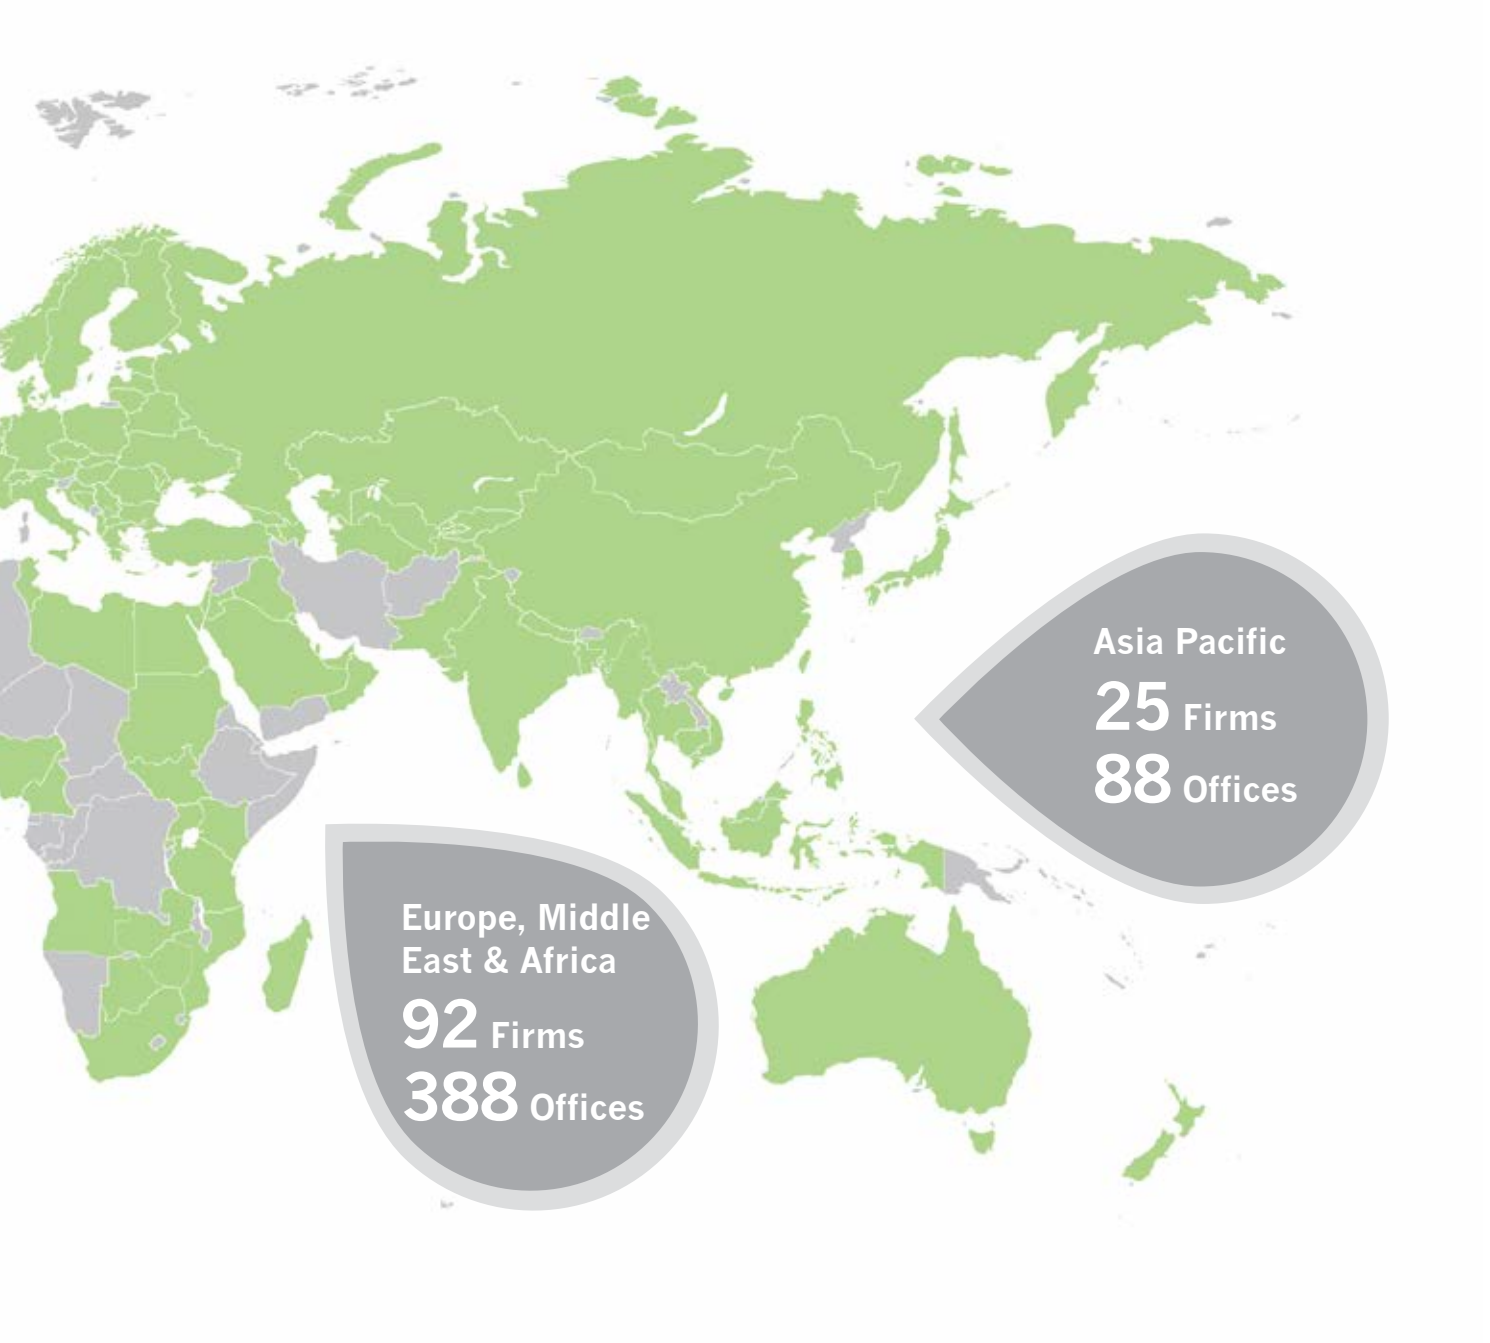 Asia Pacific
25 Firms
88 Offices
Europe, Middle
East & Africa
92 Firms
388 Offices